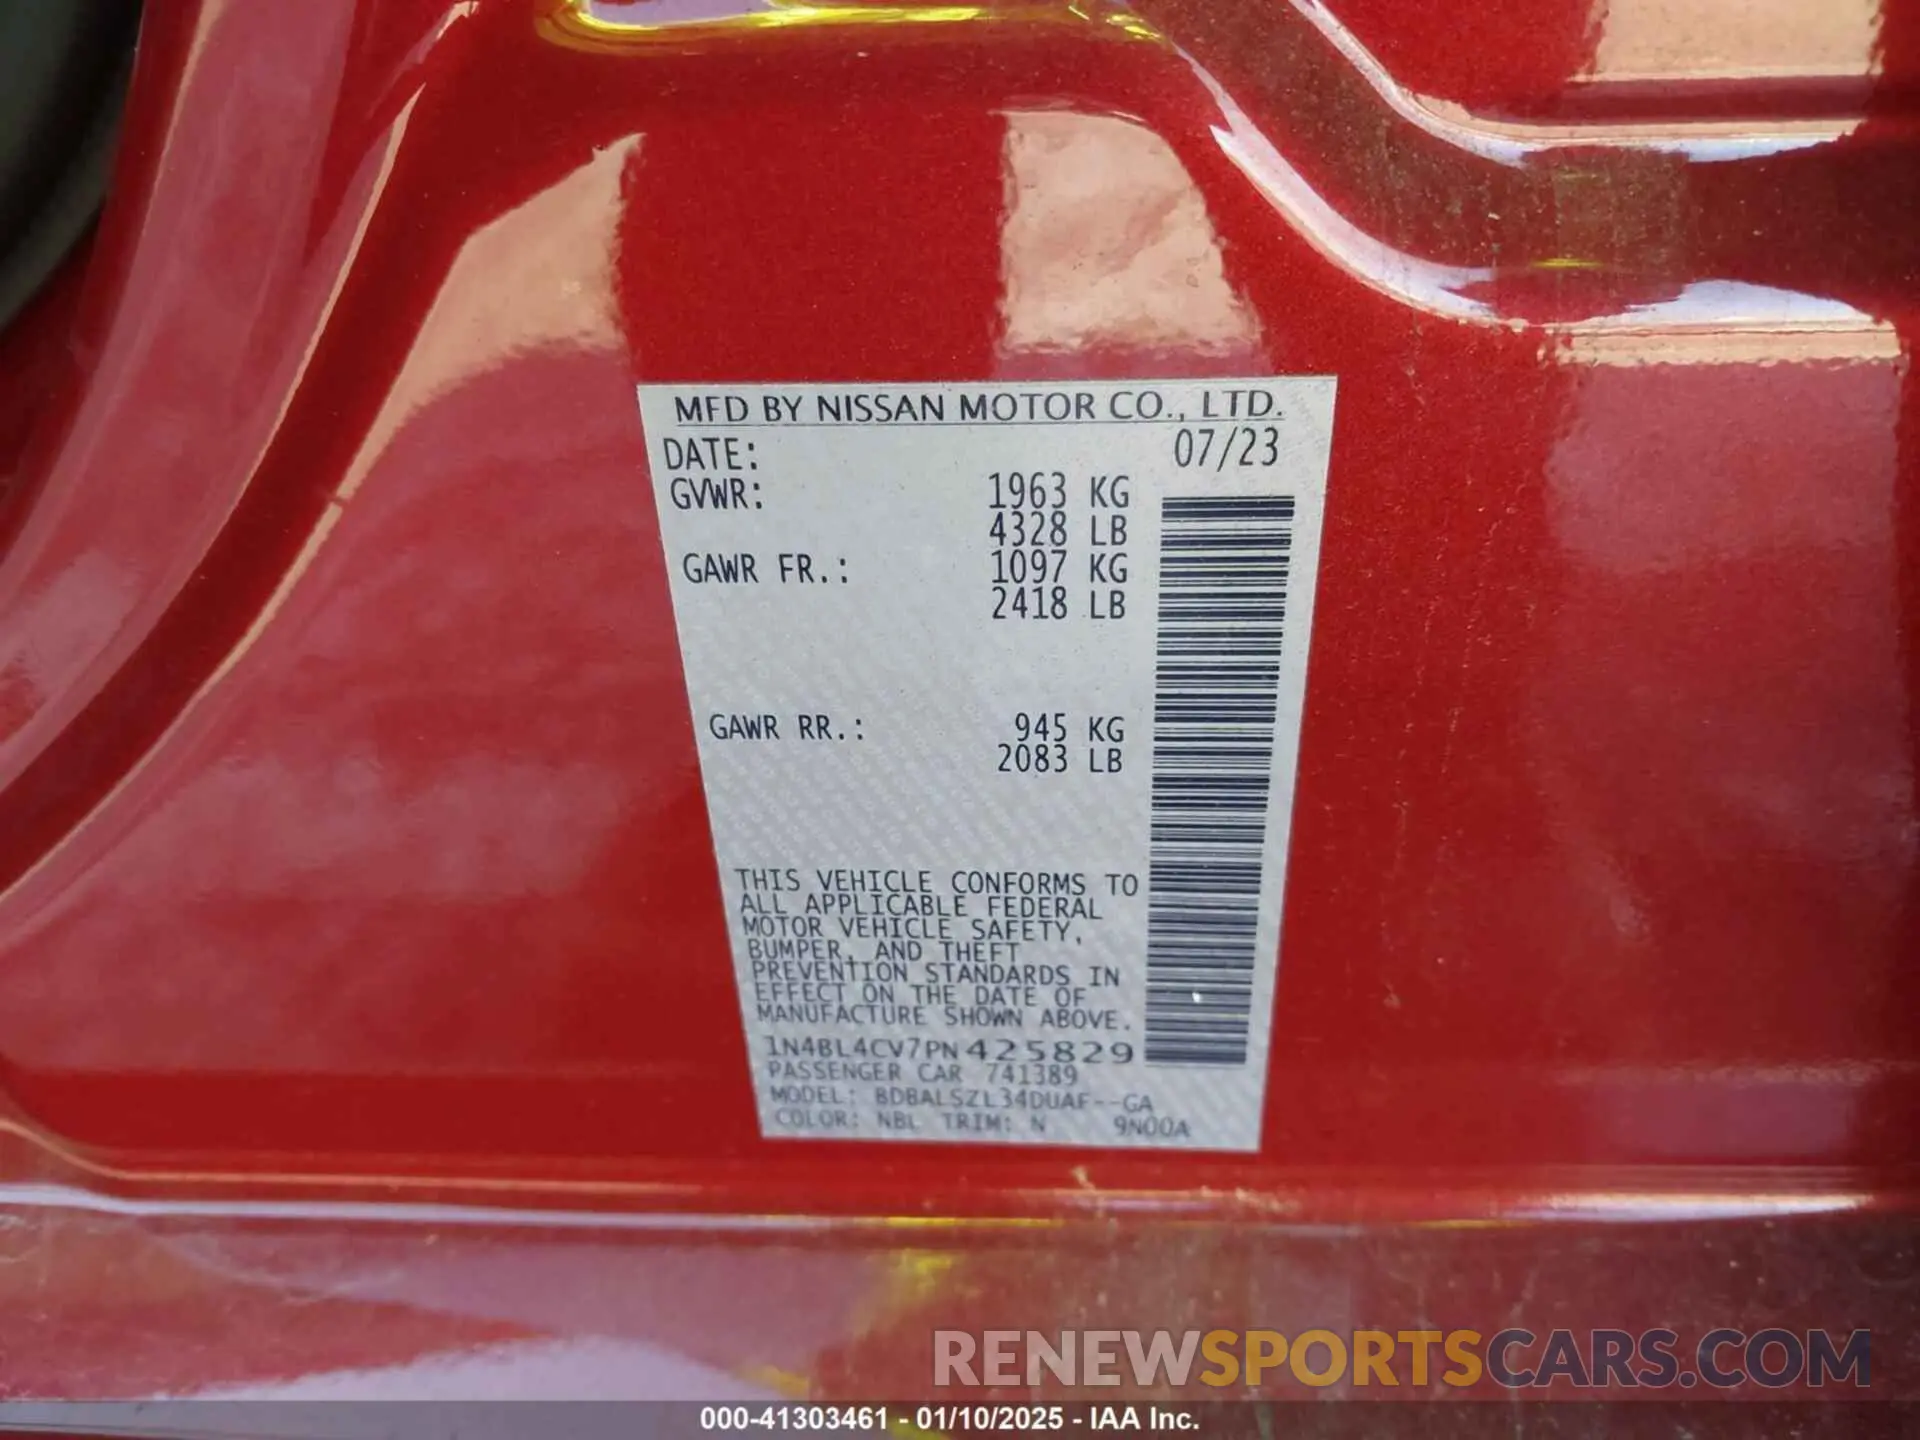 MFD BY NISSAN MOTOR CO., LTD.
DATE: 07/23
GVWR: 1963 KG
4328 LB
GAWR FR.: 1097 KG
2418 LB
GAWR RR.: 945 KG
2083 LB
THIS VEHICLE CONFORMS TO
ALL APPLICABLE FEDERAL
MOTOR VEHICLE SAFETY,
BUMPER, AND THEFT
PREVENTION STANDARDS IN
EFFECT ON THE DATE OF
MANUFACTURE SHOWN ABOVE.
1N4BL4CV7PN425829
PASSENGER CAR 741389
MODEL: BDBALSZL34DUAF--GA
COLOR: NBL TRIM: N 9N00A
RENEWSPORTSCARS.COM
000-41303461 - 01/10/2025 - IAA Inc.